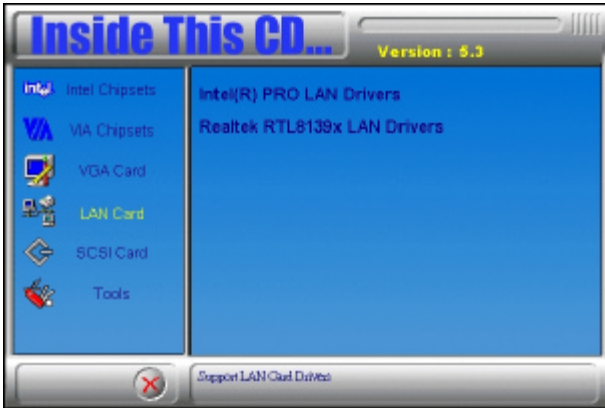 Inside This CD...
Version : 5.3
intel Intel Chipsets
VIA VIA Chipsets
VGA Card
LAN Card
SCSI Card
Tools
Intel(R) PRO LAN Drivers
Realtek RTL8139x LAN Drivers
Support LAN Card Drivers